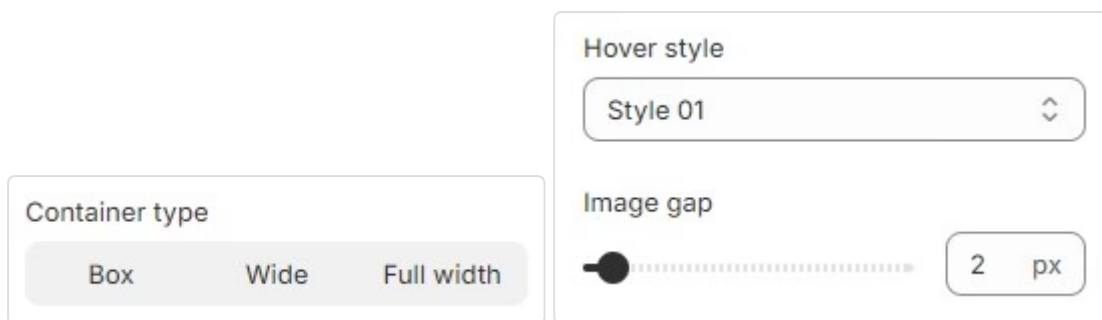 Container type
Box Wide Full width
Hover style
Style 01
Image gap
2 px